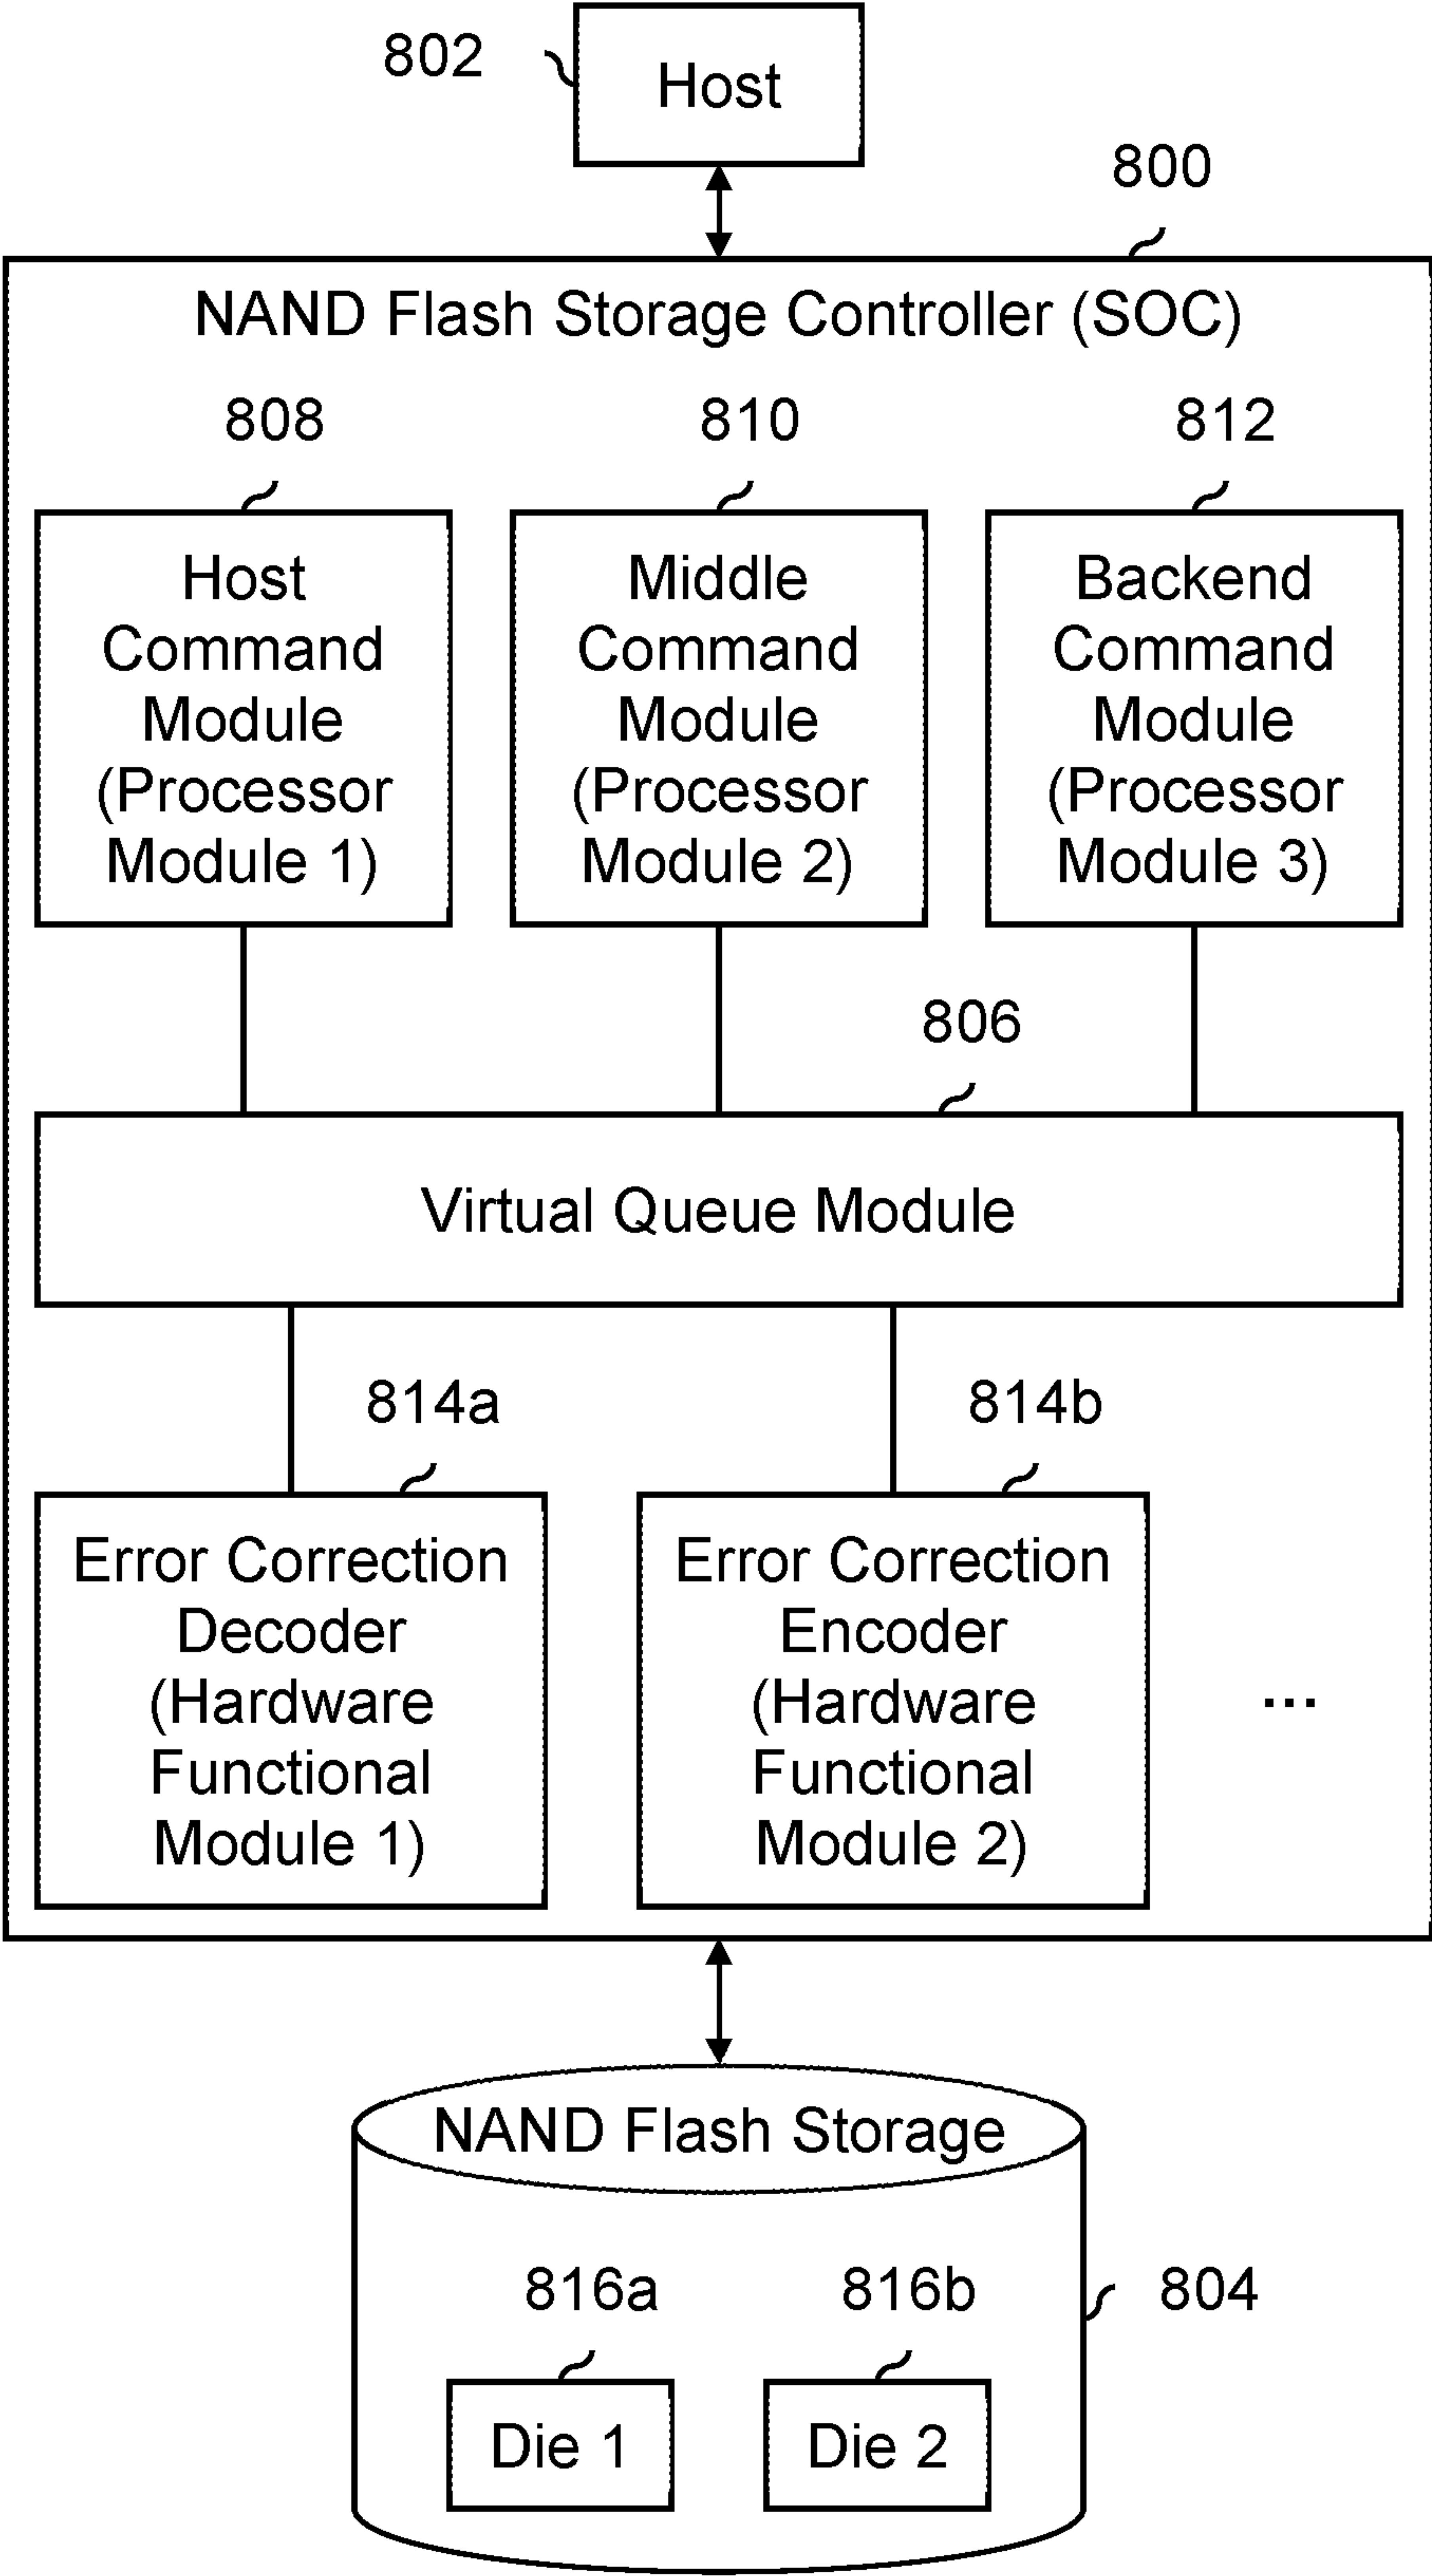 802
Host
800
NAND Flash Storage Controller (SOC)
808
810
812
Host
Command
Module
(Processor
Module 1)
Middle
Command
Module
(Processor
Module 2)
Backend
Command
Module
(Processor
Module 3)
806
Virtual Queue Module
814a
814b
Error Correction
Decoder
(Hardware
Functional
Module 1)
Error Correction
Encoder
(Hardware
Functional
Module 2)
...
NAND Flash Storage
816a
816b
804
Die 1
Die 2